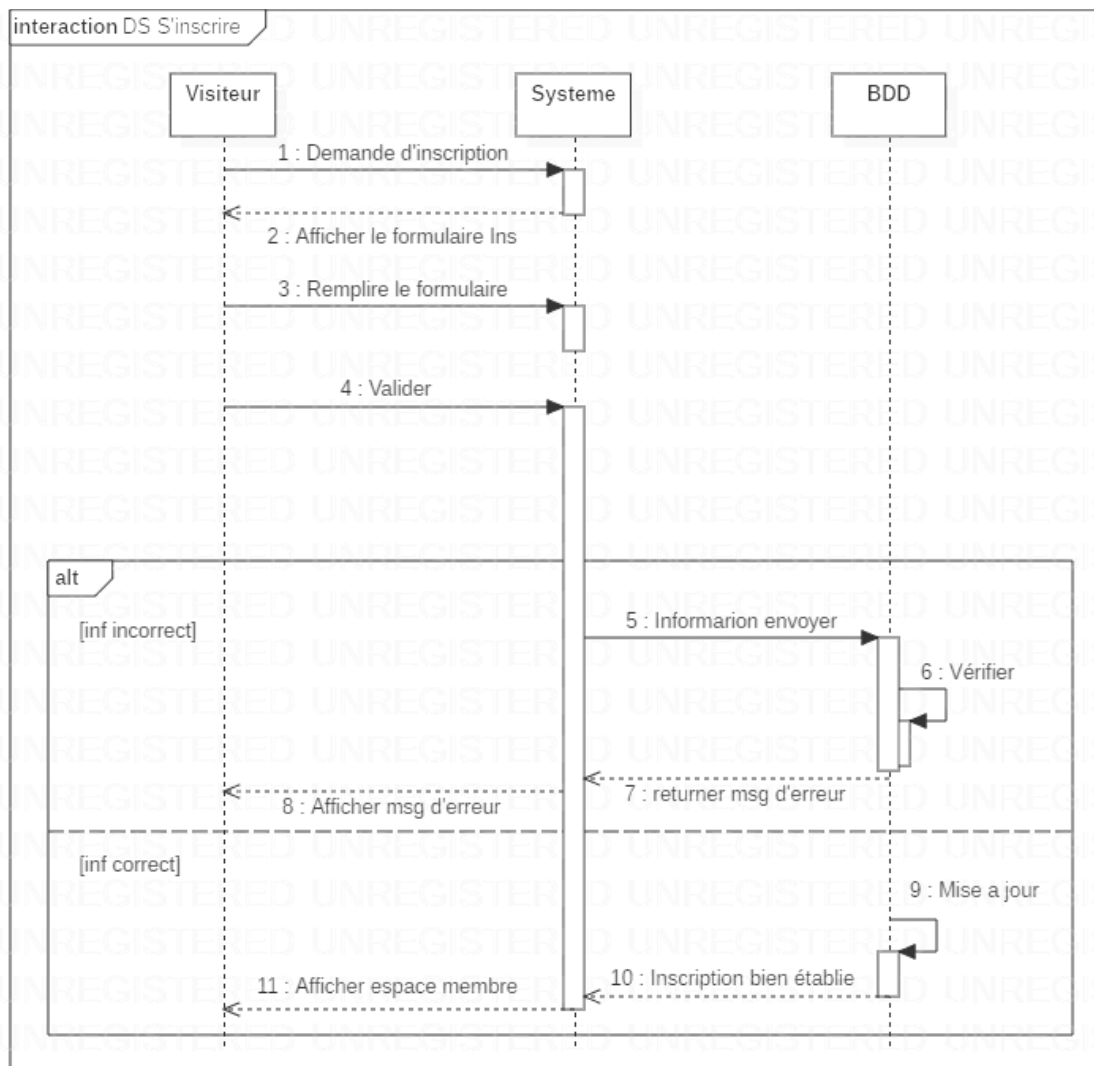 interaction DS S'inscrire
Visiteur
Systeme
BDD
1 : Demande d'inscription
2 : Afficher le formulaire Ins
3 : Remplire le formulaire
4 : Valider
alt
[inf incorrect]
5 : Informarion envoyer
6 : Vérifier
7 : returner msg d'erreur
8 : Afficher msg d'erreur
[inf correct]
9 : Mise a jour
10 : Inscription bien établie
11 : Afficher espace membre
UNREGISTERED